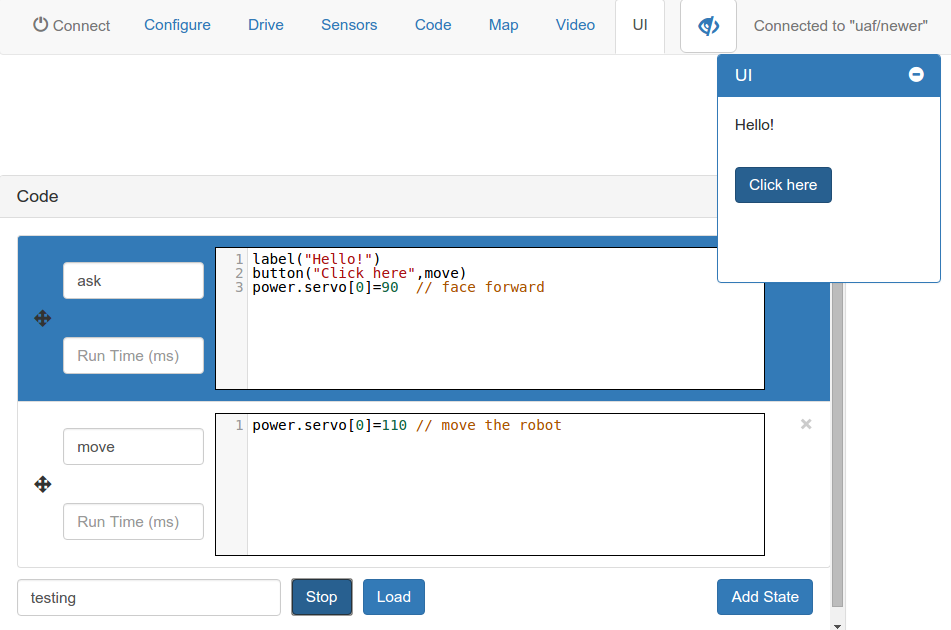 Connect Configure Drive Sensors Code Map Video UI Connected to "uaf/newer"
UI
Hello!
Click here
Code
ask
Run Time (ms)
1 label("Hello!")
2 button("Click here",move)
3 power.servo[0]=90  // face forward
move
Run Time (ms)
1 power.servo[0]=110 // move the robot
×
testing Stop Load Add State